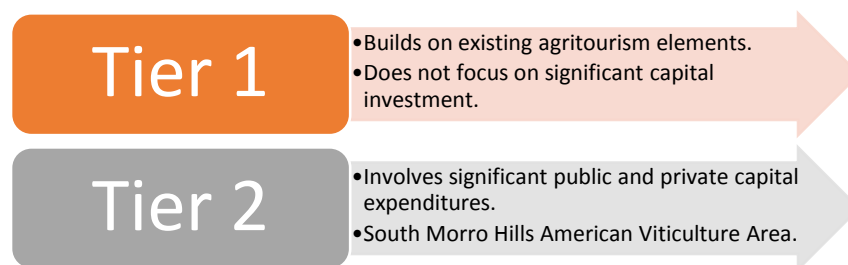 Tier 1
•Builds on existing agritourism elements.
•Does not focus on significant capital
investment.
Tier 2
•Involves significant public and private capital
expenditures.
•South Morro Hills American Viticulture Area.